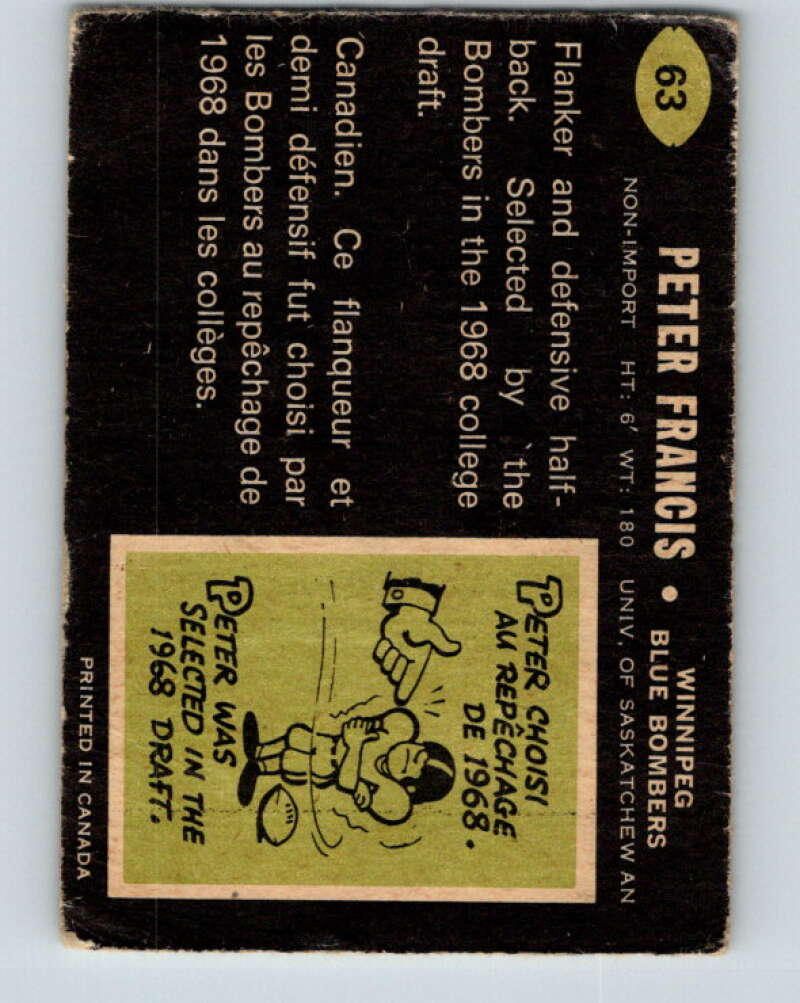 63
PETER FRANCIS •
WINNIPEG
BLUE BOMBERS
NON-IMPORT HT: 6' WT: 180 UNIV. OF SASKATCHEWAN
Flanker and defensive half-
back. Selected by the
Bombers in the 1968 college
draft.
Canadien. Ce flanqueur et
demi défensif fut choisi par
les Bombers au repêchage de
1968 dans les collèges.
PETER CHOISI
AU REPÊCHAGE
DE 1968.
PETER WAS
SELECTED IN THE
1968 DRAFT.
PRINTED IN CANADA